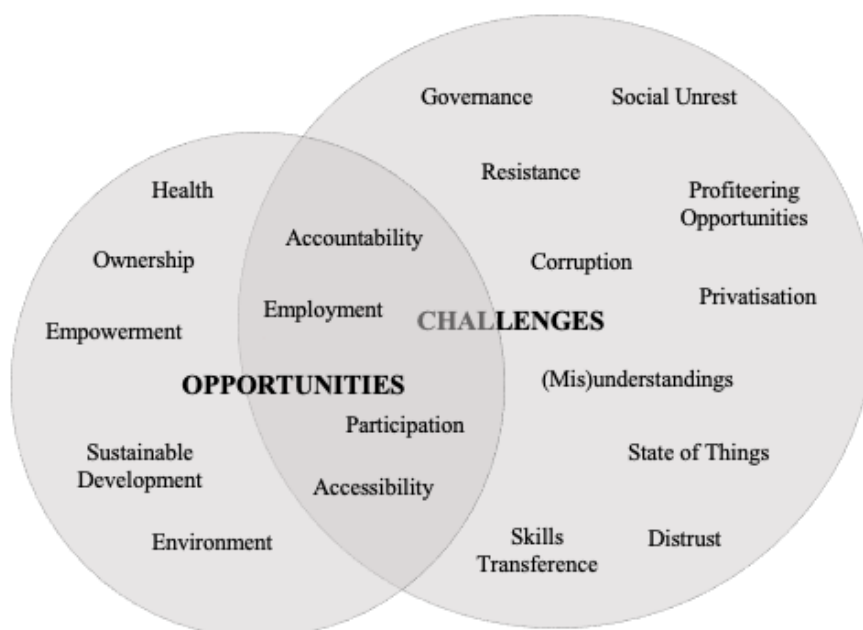 Governance
Social Unrest
Resistance
Health
Profiteering
Opportunities
Accountability
Ownership
Corruption
Privatisation
Employment
CHALLENGES
Empowerment
OPPORTUNITIES
(Mis)understandings
Participation
Sustainable
Development
State of Things
Accessibility
Environment
Skills
Transference
Distrust